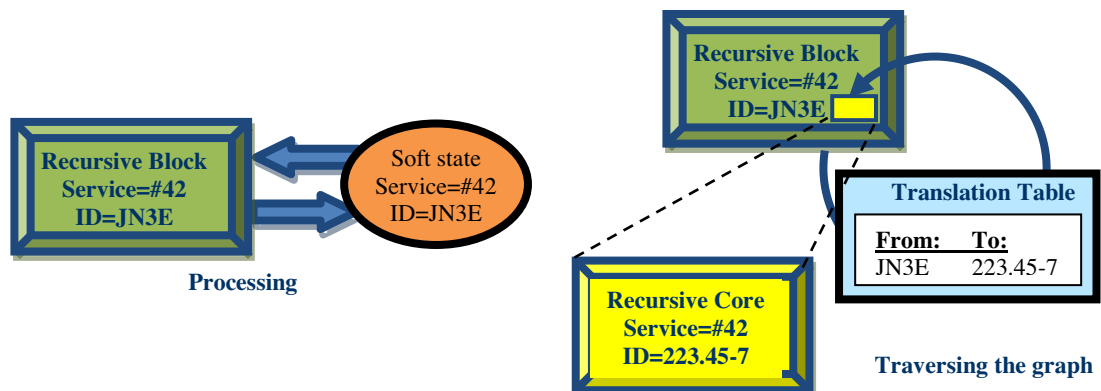 Recursive Block
Service=#42
ID=JN3E
Soft state
Service=#42
ID=JN3E
Processing
Recursive Block
Service=#42
ID=JN3E
Translation Table
From: To:
JN3E 223.45-7
Recursive Core
Service=#42
ID=223.45-7
Traversing the graph